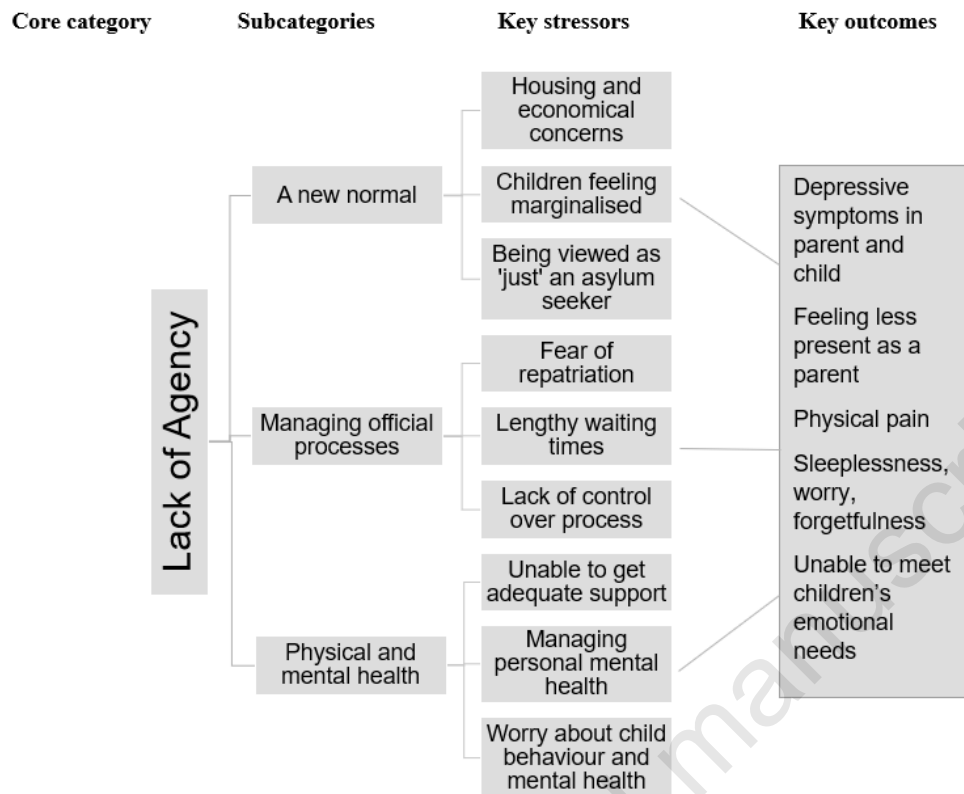 Core category
Subcategories
Key stressors
Key outcomes
Lack of Agency
A new normal
Housing and
economical
concerns
Children feeling
marginalised
Being viewed as
'just' an asylum
seeker
Managing official
processes
Fear of
repatriation
Lengthy waiting
times
Lack of control
over process
Physical and
mental health
Unable to get
adequate support
Managing
personal mental
health
Worry about child
behaviour and
mental health
Depressive
symptoms in
parent and
child
Feeling less
present as a
parent
Physical pain
Sleeplessness,
worry,
forgetfulness
Unable to meet
children’s
emotional
needs